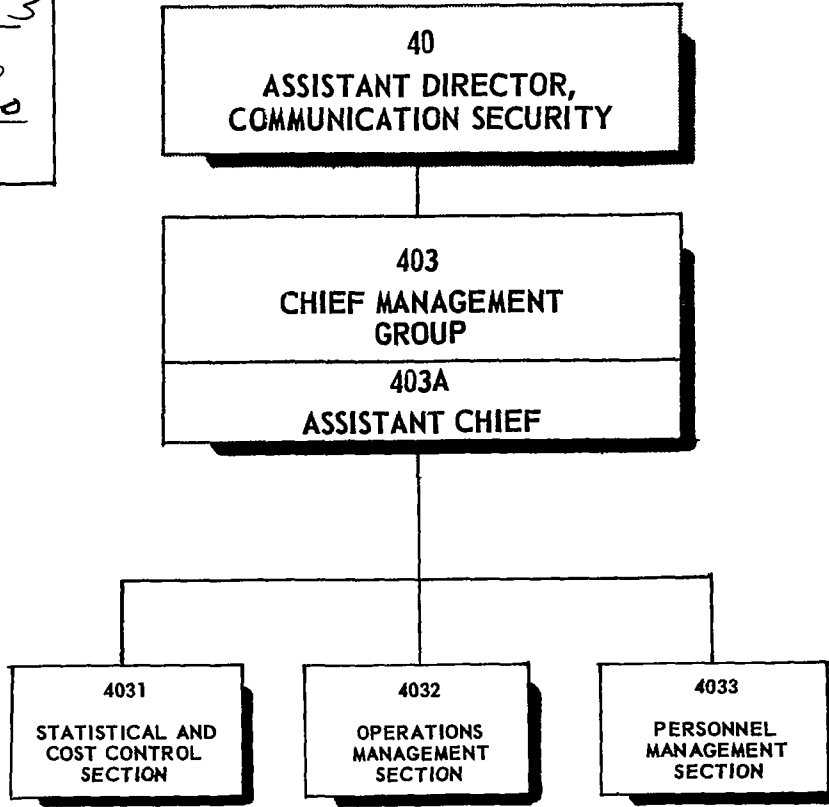 40
ASSISTANT DIRECTOR,
COMMUNICATION SECURITY
403
CHIEF MANAGEMENT
GROUP
403A
ASSISTANT CHIEF
4031
STATISTICAL AND
COST CONTROL
SECTION
4032
OPERATIONS
MANAGEMENT
SECTION
4033
PERSONNEL
MANAGEMENT
SECTION